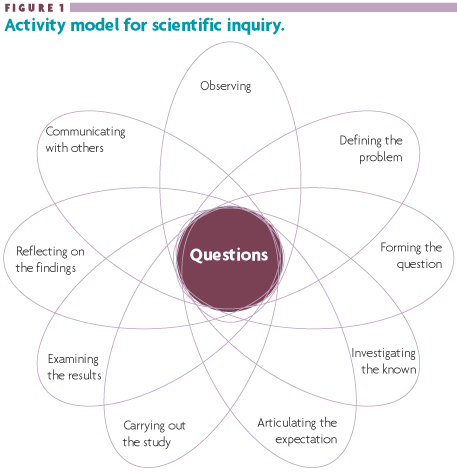 FIGURE 1
Activity model for scientific inquiry.
Observing
Defining the
problem
Forming the
question
Investigating
the known
Articulating the
expectation
Carrying out
the study
Examining
the results
Reflecting on
the findings
Communicating
with others
Questions